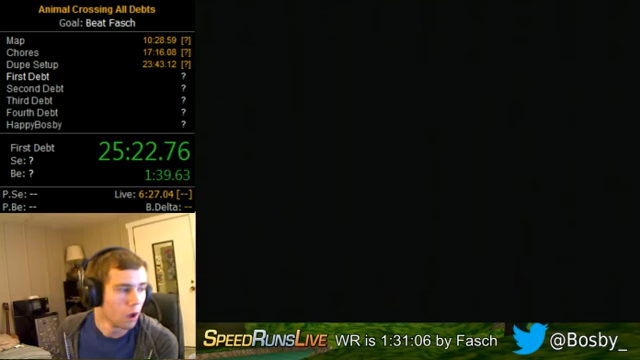 Animal Crossing All Debts
Goal: Beat Fasch
Map 10:28.59 [?]
Chores 17:16.08 [?]
Dupe Setup 23:43.12 [?]
First Debt ?
Second Debt ?
Third Debt ?
Fourth Debt ?
HappyBosby ?
First Debt 25:22.76
Se: ?
Be: ? 1:39.63
P.Se: -- Live: 6:27.04 [--]
P.Be: -- B.Delta: --
SPEEDRUNSLIVE WR is 1:31:06 by Fasch @Bosby_